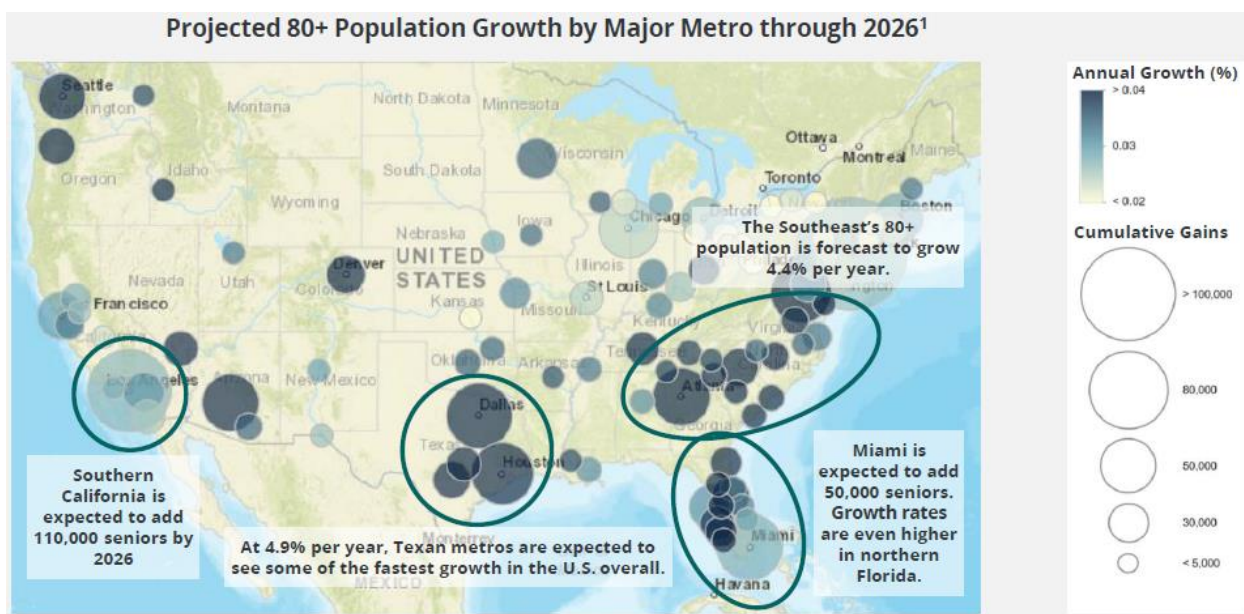 Projected 80+ Population Growth by Major Metro through 2026¹
Annual Growth (%)
> 0.04
0.03
< 0.02
Cumulative Gains
> 100,000
80,000
50,000
30,000
< 5,000
Seattle
Washington
Montana
North Dakota
Minnesota
Ottawa
Montreal
Maine
Oregon
Idaho
South Dakota
Wisconsin
Toronto
Wyoming
Iowa
Chicago
Detroit
Boston
Nebraska
The Southeast's 80+
population is forecast to grow
4.4% per year.
UNITED
STATES
Nevada
Utah
Denver
Colorado
Illinois
St Louis
Francisco
California
Kansas
Missouri
Kentucky
Virginia
Los Angeles
Arizona
New Mexico
Oklahoma
Arkansas
Tennessee
Carolina
Dallas
Atlanta
Georgia
Texas
Houston
Southern
California is
expected to add
110,000 seniors by
2026
At 4.9% per year, Texan metros are expected to
see some of the fastest growth in the U.S. overall.
Miami is
expected to add
50,000 seniors.
Growth rates
are even higher
in northern
Florida.
Monterrey
MEXICO
Miami
Havana